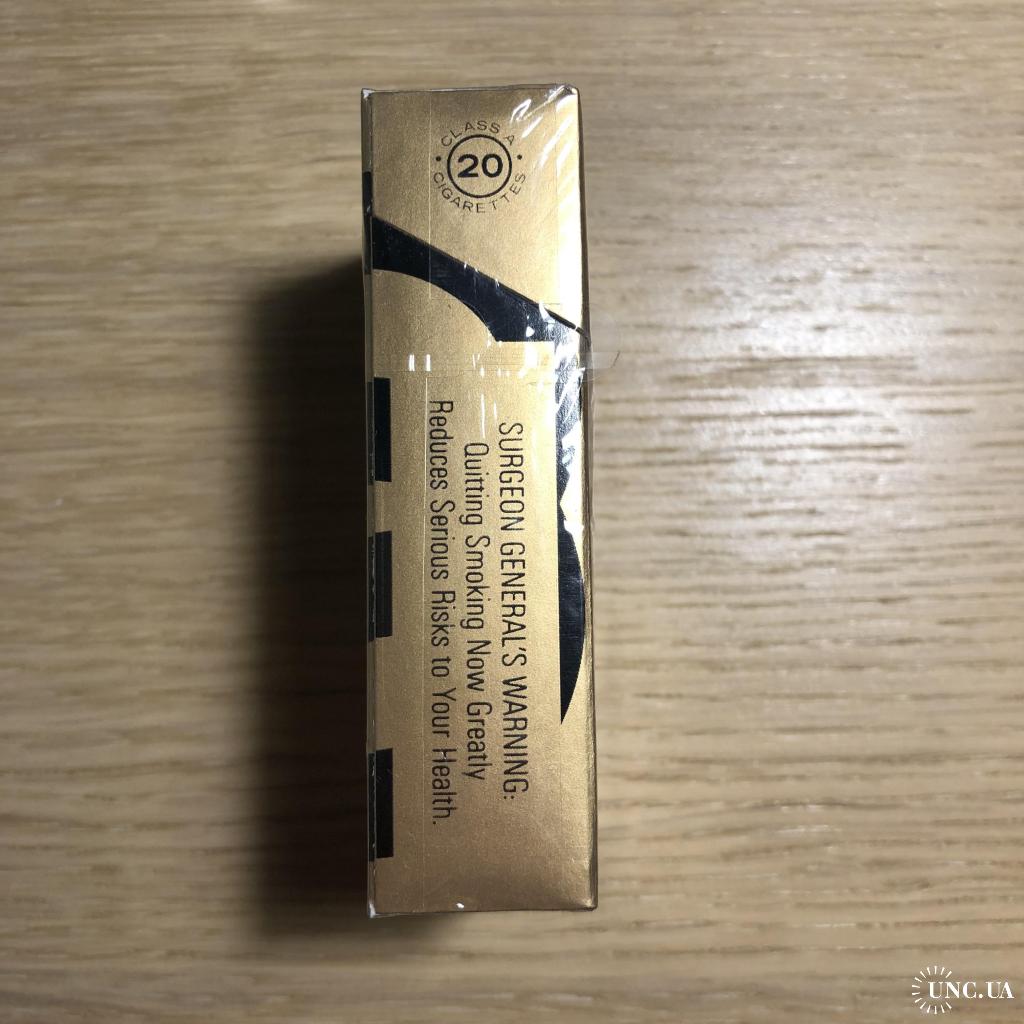 CLASS A
20
CIGARETTES
SURGEON GENERAL'S WARNING:
Quitting Smoking Now Greatly
Reduces Serious Risks to Your Health.
UNC.UA